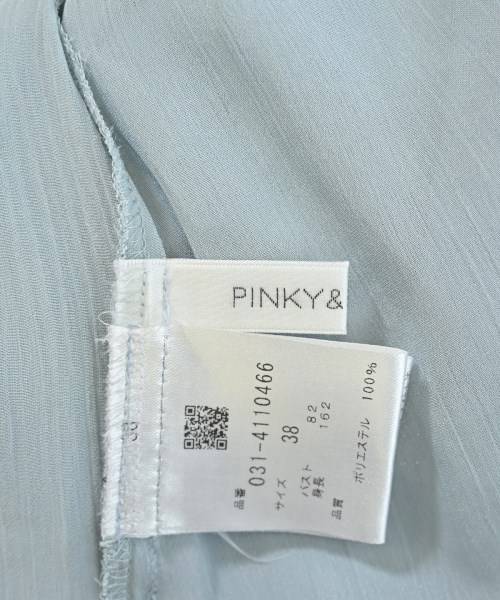 PINKY&
品番 031-4110466
サイズ 38
バスト 82
身長 162
品質 ポリエステル 100%